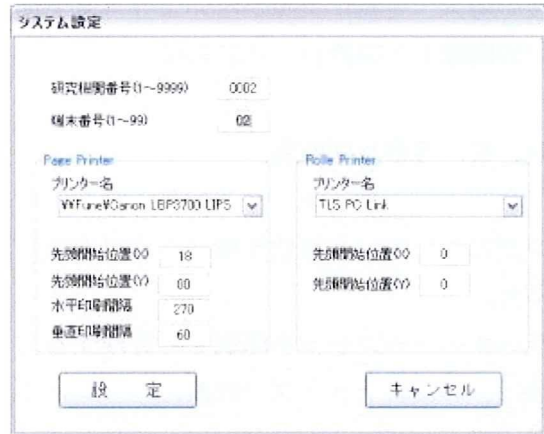 システム設定
研究機関番号(1～9999) 0002
端末番号(1～99) 02
Page Printer
プリンター名
¥¥Fune¥Canon LBP3700 LIPS
先頭開始位置(X) 18
先頭開始位置(Y) 80
水平印刷間隔 270
垂直印刷間隔 60
Rolle Printer
プリンター名
TLS PC Link
先頭開始位置(X) 0
先頭開始位置(Y) 0
設 定
キャンセル